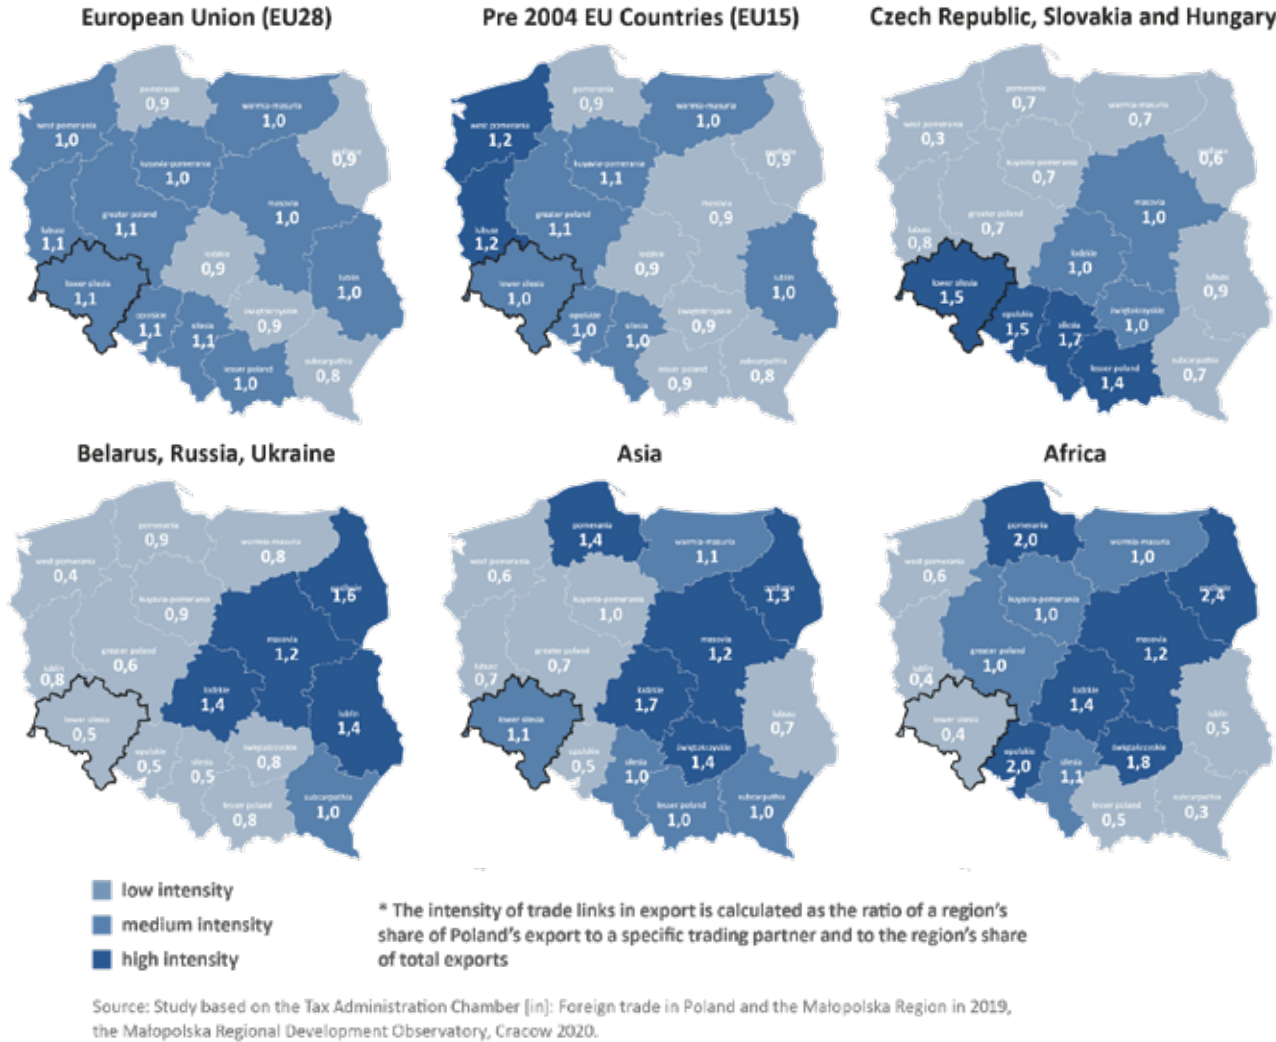 European Union (EU28)
pomerania
0,9
west pomerania
1,0
warmia-masuria
1,0
0,9
kuyavia-pomerania
1,0
masovia
1,0
greater poland
1,1
lubusz
1,1
lodzkie
0,9
lower silesia
1,1
lublin
1,0
opolskie
1,1
silesia
1,1
świętokrzyskie
0,9
lesser poland
1,0
subcarpathia
0,8
Pre 2004 EU Countries (EU15)
pomerania
0,9
west pomerania
1,2
warmia-masuria
1,0
0,9
kuyavia-pomerania
1,1
masovia
0,9
greater poland
1,1
lubusz
1,2
lodzkie
0,9
lower silesia
1,0
lublin
1,0
opolskie
1,0
silesia
1,0
świętokrzyskie
0,9
lesser poland
0,9
subcarpathia
0,8
Czech Republic, Slovakia and Hungary
pomerania
0,7
west pomerania
0,3
warmia-masuria
0,7
0,6
kuyavia-pomerania
0,7
masovia
1,0
greater poland
0,7
lubusz
0,8
lodzkie
1,0
lower silesia
1,5
lubusz
0,9
opolskie
1,5
silesia
1,7
świętokrzyskie
1,0
lesser poland
1,4
subcarpathia
0,7
Belarus, Russia, Ukraine
pomerania
0,9
west pomerania
0,4
warmia-masuria
0,8
1,6
kuyavia-pomerania
0,9
masovia
1,2
greater poland
0,6
lublin
0,8
lodzkie
1,4
lower silesia
0,5
lublin
1,4
opolskie
0,5
silesia
0,5
świętokrzyskie
0,8
lesser poland
0,8
subcarpathia
1,0
Asia
pomerania
1,4
west pomerania
0,6
warmia-masuria
1,1
1,3
kuyavia-pomerania
1,0
masovia
1,2
greater poland
0,7
lubusz
0,7
lodzkie
1,7
lower silesia
1,1
lubusz
0,7
opolskie
0,5
silesia
1,0
świętokrzyskie
1,4
lesser poland
1,0
subcarpathia
1,0
Africa
pomerania
2,0
west pomerania
0,6
warmia-masuria
1,0
2,4
kuyavia-pomerania
1,0
masovia
1,2
greater poland
1,0
lublin
0,4
lodzkie
1,4
lower silesia
0,4
lublin
0,5
opolskie
2,0
silesia
1,1
świętokrzyskie
1,8
lesser poland
0,5
subcarpathia
0,3
low intensity
medium intensity
high intensity
* The intensity of trade links in export is calculated as the ratio of a region's
share of Poland's export to a specific trading partner and to the region's share
of total exports
Source: Study based on the Tax Administration Chamber [in]: Foreign trade in Poland and the Małopolska Region in 2019,
the Małopolska Regional Development Observatory, Cracow 2020.